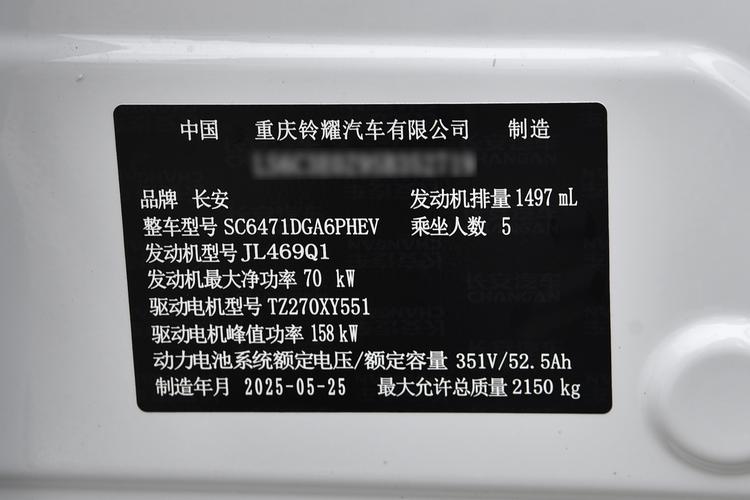 中国 重庆铃耀汽车有限公司 制造
品牌 长安 发动机排量 1497 mL
整车型号 SC6471DGA6PHEV 乘坐人数 5
发动机型号 JL469Q1
发动机最大净功率 70 kW
驱动电机型号 TZ270XY551
驱动电机峰值功率 158 kW
动力电池系统额定电压/额定容量 351V/52.5Ah
制造年月 2025-05-25 最大允许总质量 2150 kg